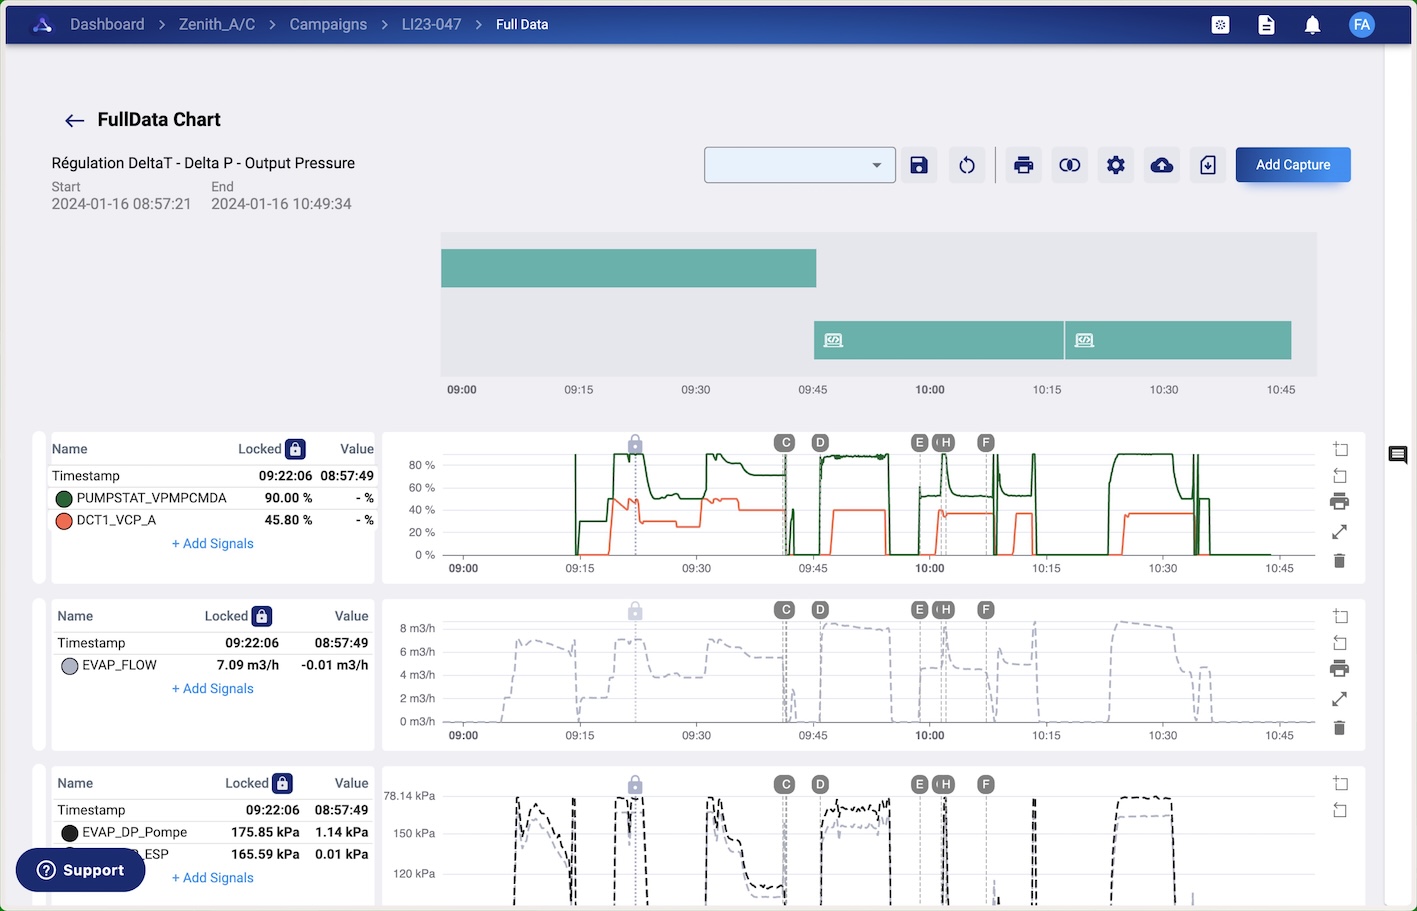 Dashboard > Zenith_A/C > Campaigns > LI23-047 > Full Data
FA
FullData Chart
Régulation DeltaT - Delta P - Output Pressure
Start End
2024-01-16 08:57:21 2024-01-16 10:49:34
Add Capture
09:00 09:15 09:30 09:45 10:00 10:15 10:30 10:45
Name Locked Value
Timestamp 09:22:06 08:57:49
PUMPSTAT_VPMPCMDA 90.00 % - %
DCT1_VCP_A 45.80 % - %
+ Add Signals
C D E H F
80 %
60 %
40 %
20 %
0 %
09:00 09:15 09:30 09:45 10:00 10:15 10:30 10:45
Name Locked Value
Timestamp 09:22:06 08:57:49
EVAP_FLOW 7.09 m3/h -0.01 m3/h
+ Add Signals
C D E H F
8 m3/h
6 m3/h
4 m3/h
2 m3/h
0 m3/h
09:00 09:15 09:30 09:45 10:00 10:15 10:30 10:45
Name Locked Value
Timestamp 09:22:06 08:57:49
EVAP_DP_Pompe 175.85 kPa 1.14 kPa
_ESP 165.59 kPa 0.01 kPa
+ Add Signals
C D E H F
78.14 kPa
150 kPa
120 kPa
Support